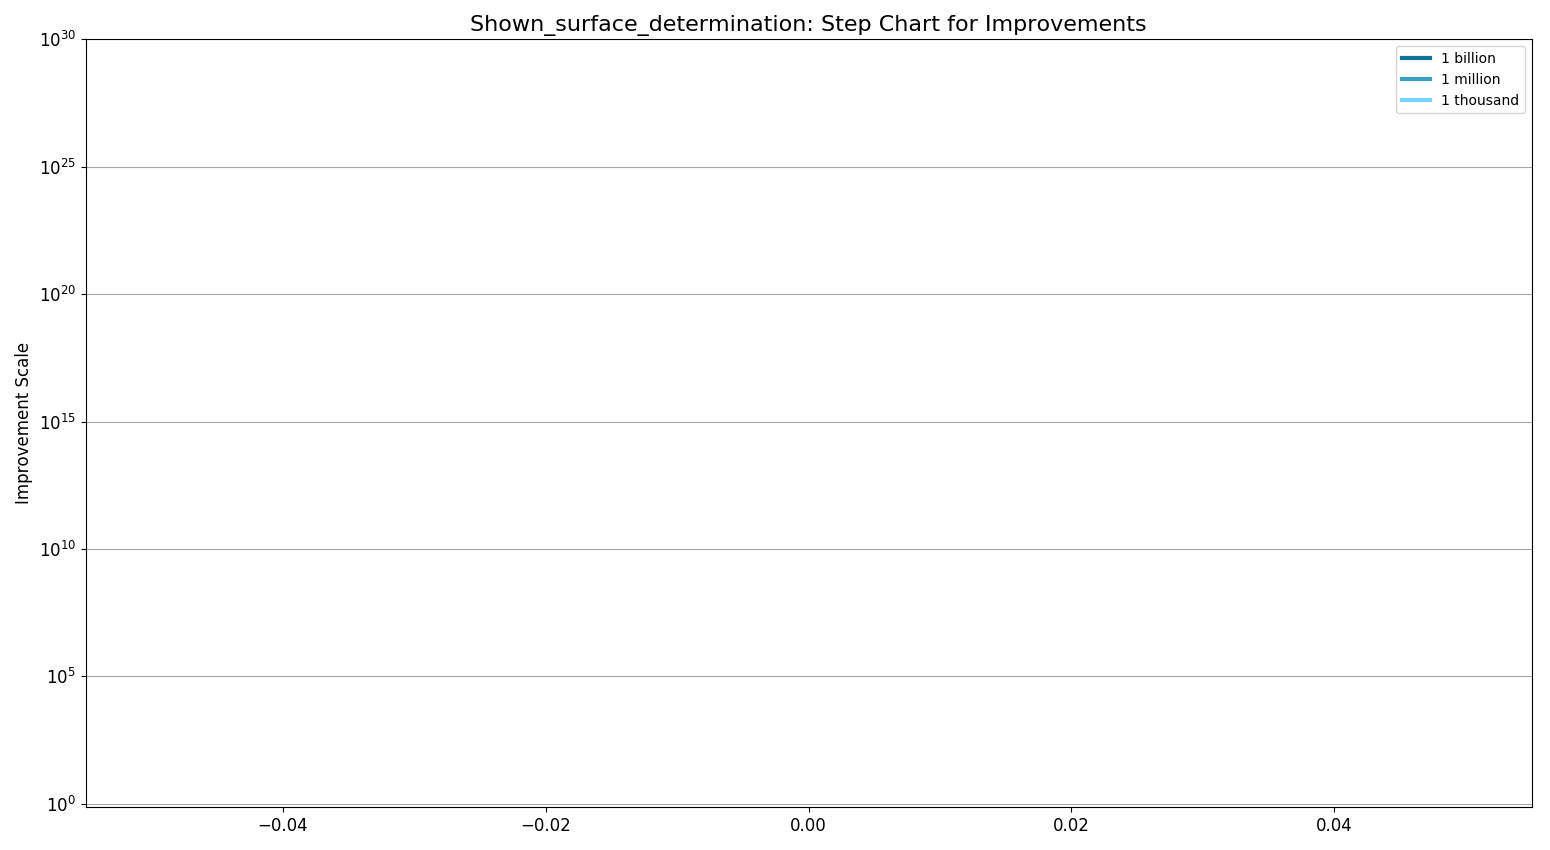 Shown_surface_determination: Step Chart for Improvements
1 billion
1 million
1 thousand
Improvement Scale
10^30
10^25
10^20
10^15
10^10
10^5
10^0
−0.04
−0.02
0.00
0.02
0.04